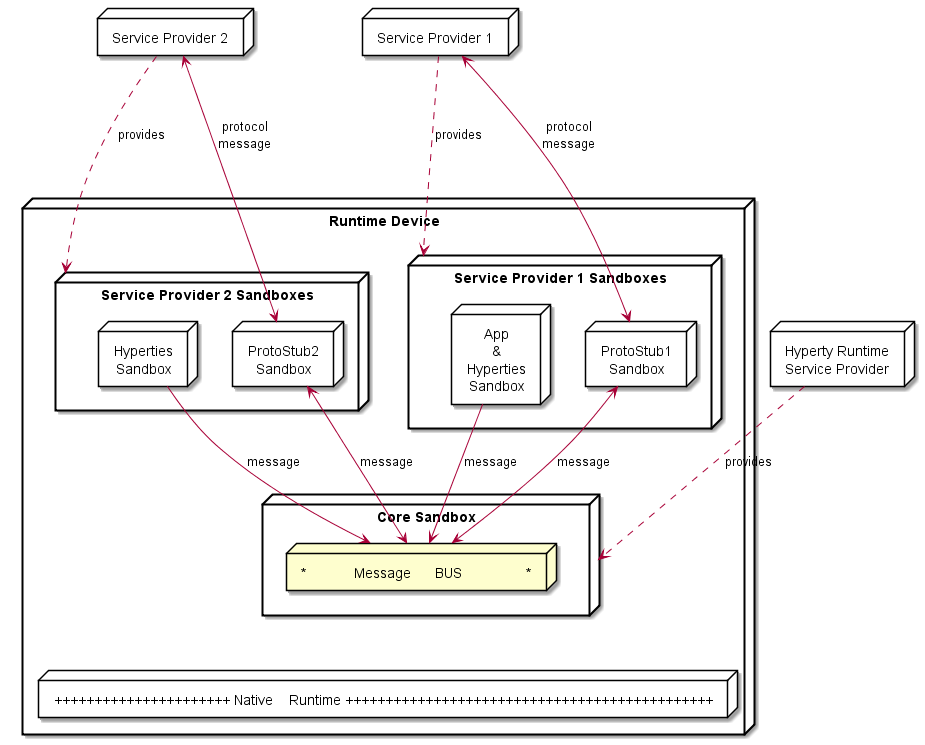 Service Provider 2
Service Provider 1
provides
protocol
message
provides
protocol
message
Runtime Device
Service Provider 2 Sandboxes
Hyperties
Sandbox
ProtoStub2
Sandbox
Service Provider 1 Sandboxes
App
&
Hyperties
Sandbox
ProtoStub1
Sandbox
Hyperty Runtime
Service Provider
message
message
message
message
provides
Core Sandbox
* Message BUS *
++++++++++++++++++++++ Native Runtime ++++++++++++++++++++++++++++++++++++++++++++++